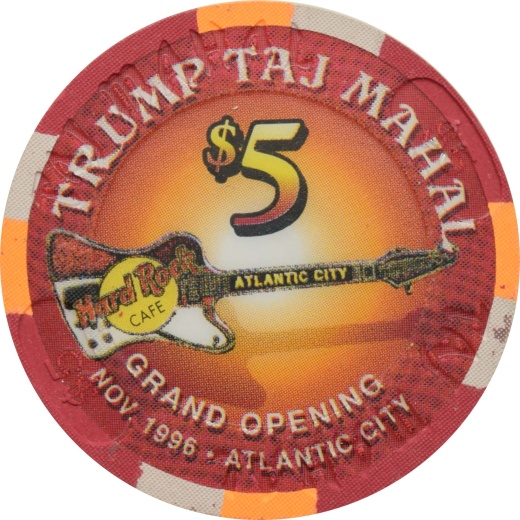 TRUMP TAJ MAHAL
$5
Hard Rock
CAFE
ATLANTIC CITY
GRAND OPENING
NOV. 1996 • ATLANTIC CITY